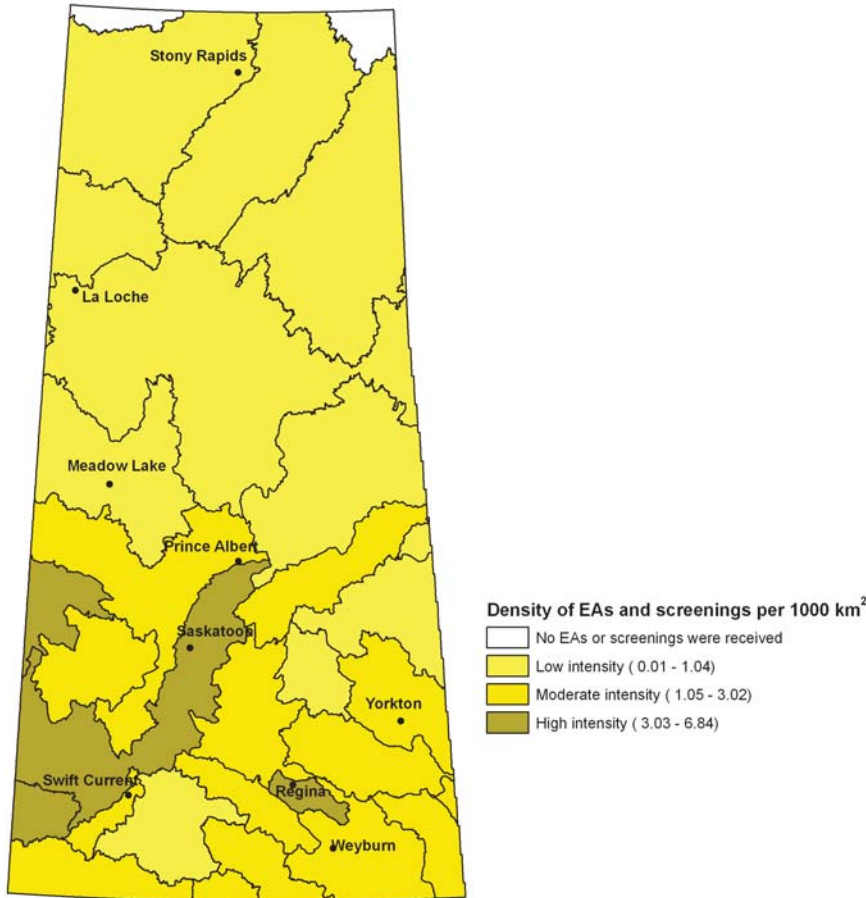 Stony Rapids
La Loche
Meadow Lake
Prince Albert
Saskatoon
Yorkton
Swift Current
Regina
Weyburn
Density of EAs and screenings per 1000 km²
No EAs or screenings were received
Low intensity ( 0.01 - 1.04)
Moderate intensity ( 1.05 - 3.02)
High intensity ( 3.03 - 6.84)